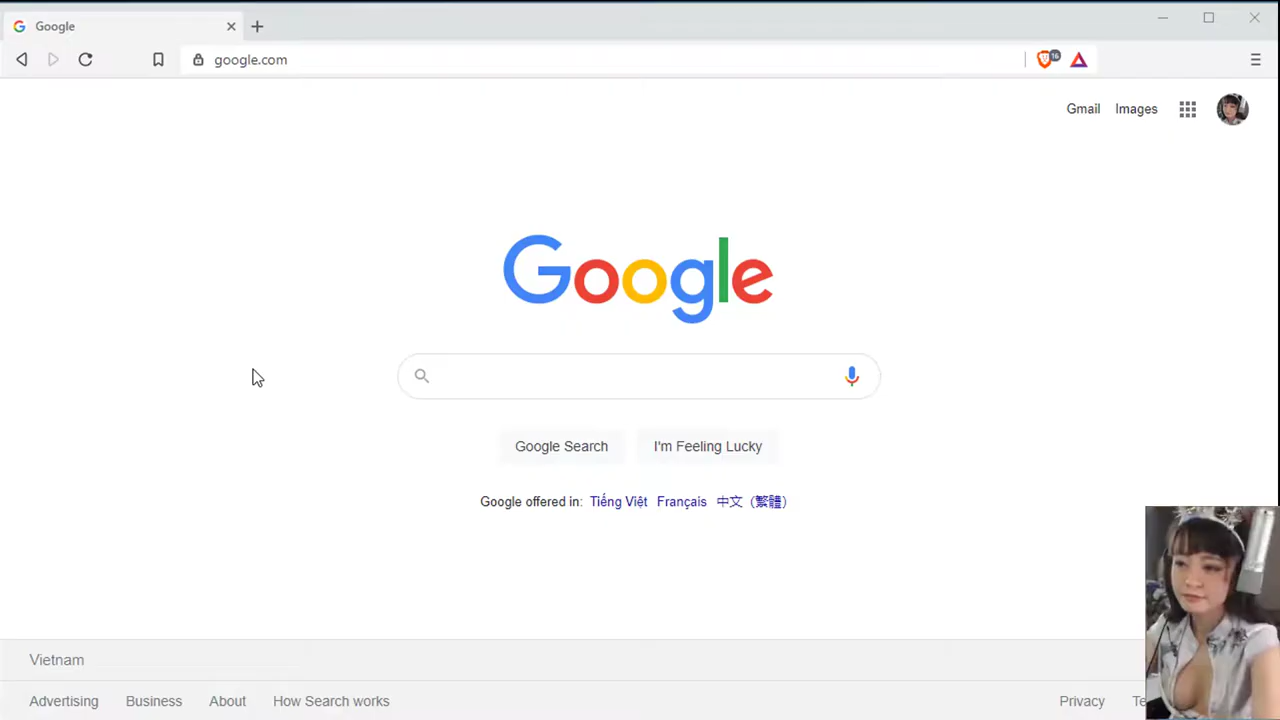 Google
google.com
16
Gmail Images
Google
Google Search I'm Feeling Lucky
Google offered in: Tiếng Việt Français 中文（繁體）
Vietnam
Advertising Business About How Search works Privacy